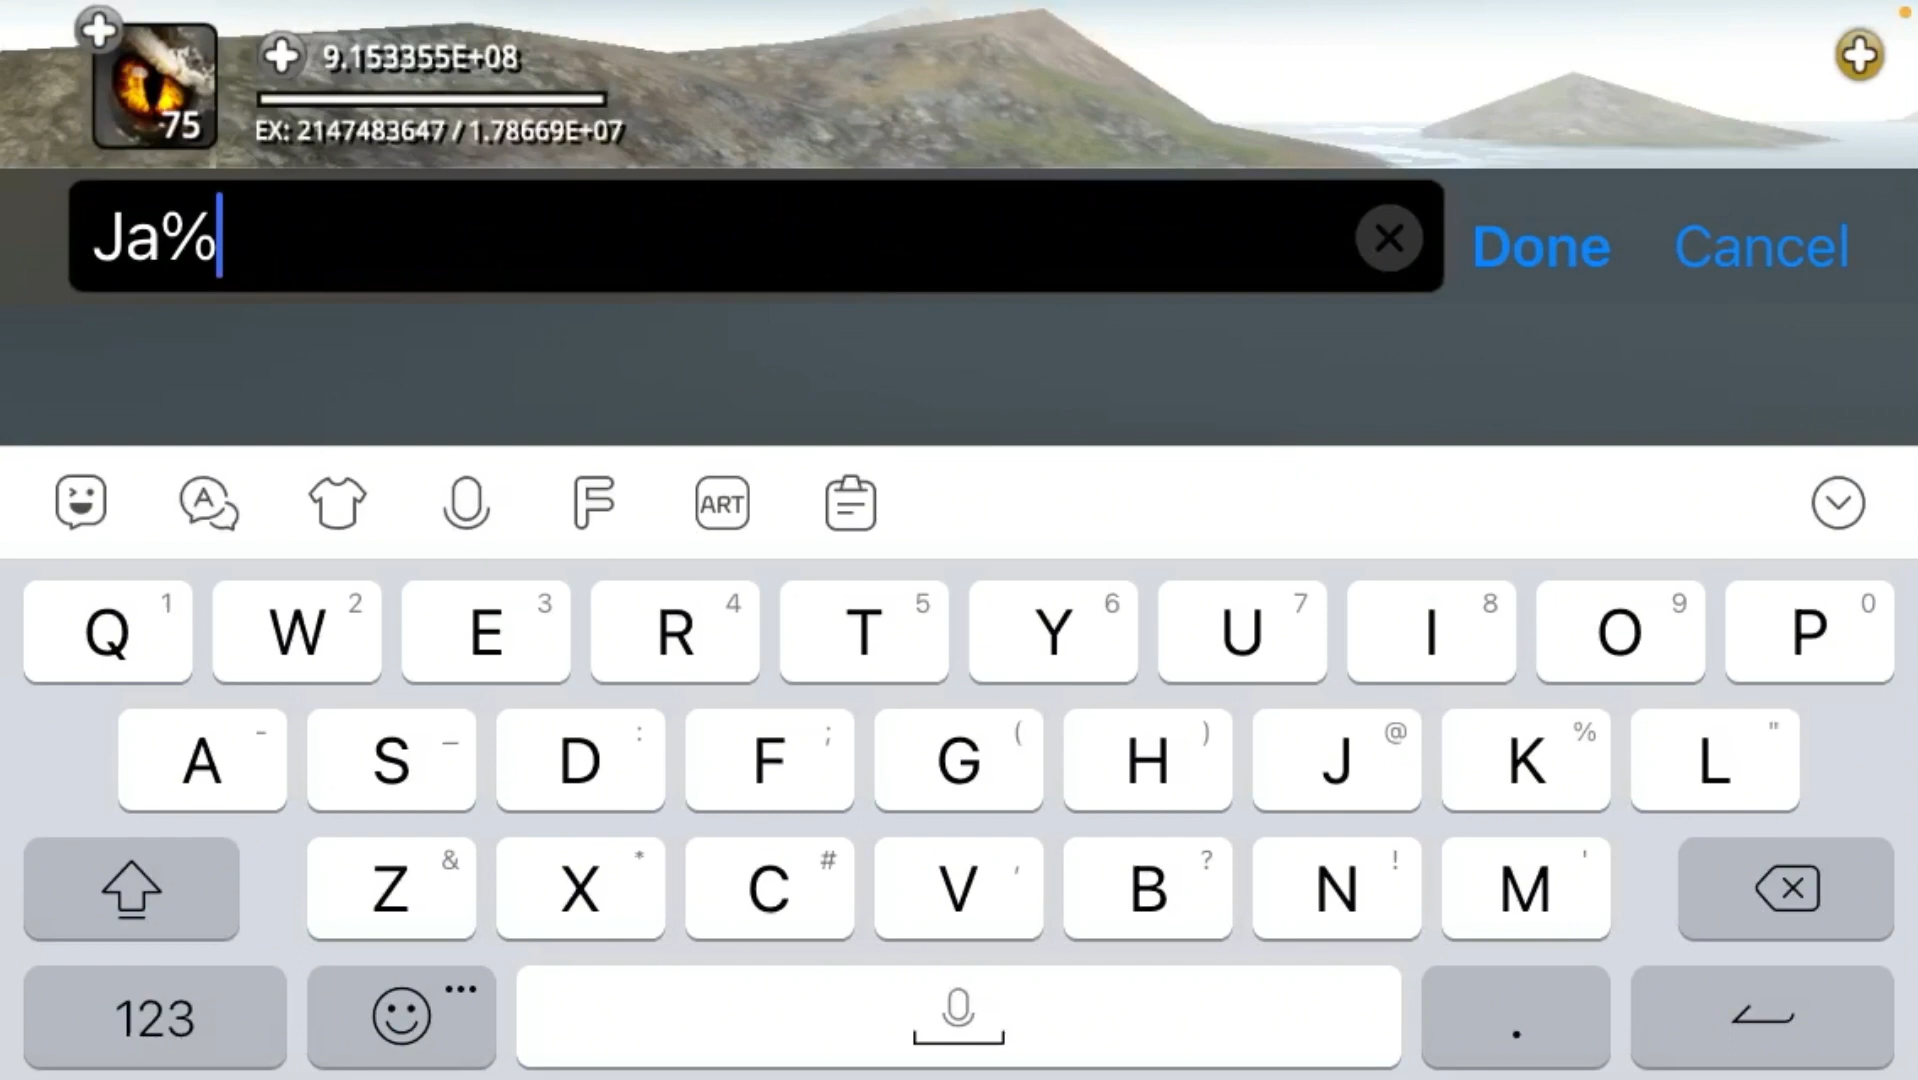 9.153355E+08
75
EX: 2147483647 / 1.78669E+07
Ja%
Done
Cancel
A
F
ART
Q 1 W 2 E 3 R 4 T 5 Y 6 U 7 I 8 O 9 P 0
A - S _ D : F ; G ( H ) J @ K % L "
Z & X * C # V , B ? N ! M '
123 .